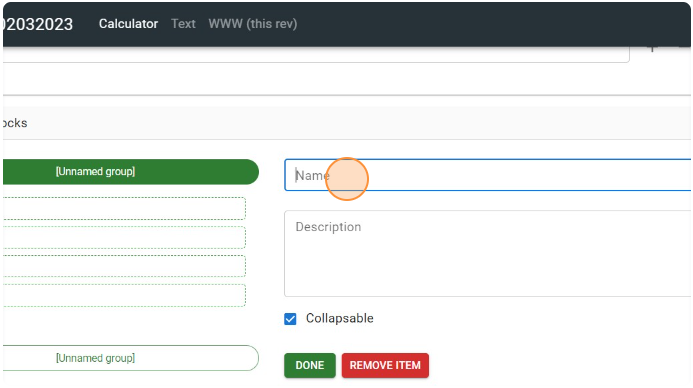 02032023 Calculator Text WWW (this rev)
ocks
[Unnamed group]
Name
Description
Collapsable
[Unnamed group]
DONE REMOVE ITEM